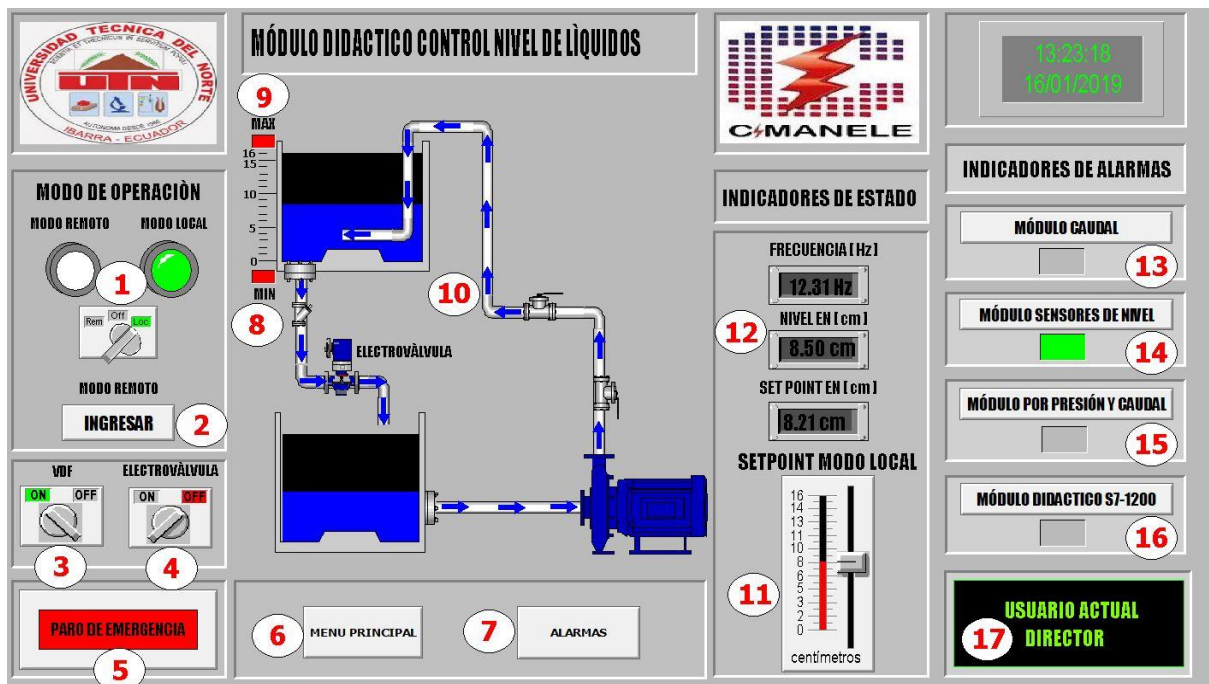 UNIVERSIDAD TECNICA DEL NORTE
UTN
AUTONOMA DESDE 1986
IBARRA - ECUADOR
MODO DE OPERACIÒN
MODO REMOTO MODO LOCAL
1
Rem Off Loc
MODO REMOTO
INGRESAR 2
VDF ELECTROVÀLVULA
ON OFF ON OFF
3 4
PARO DE EMERGENCIA
5
MÓDULO DIDACTICO CONTROL NIVEL DE LÌQUIDOS
9
MAX
16
15
10
5
0
MIN
8
10
ELECTROVÀLVULA
6 MENU PRINCIPAL 7 ALARMAS
C MANELE
INDICADORES DE ESTADO
FRECUENCIA [ HZ ]
12.31 Hz
NIVEL EN [ cm ]
12 8.50 cm
SET POINT EN [ cm ]
8.21 cm
SETPOINT MODO LOCAL
16
14
13
11
10
8
6
5
3
2
0
11
centímetros
13:23:18
16/01/2019
INDICADORES DE ALARMAS
MÓDULO CAUDAL
13
MÓDULO SENSORES DE NIVEL
14
MÓDULO POR PRESIÓN Y CAUDAL
15
MÓDULO DIDACTICO S7-1200
16
USUARIO ACTUAL
17 DIRECTOR